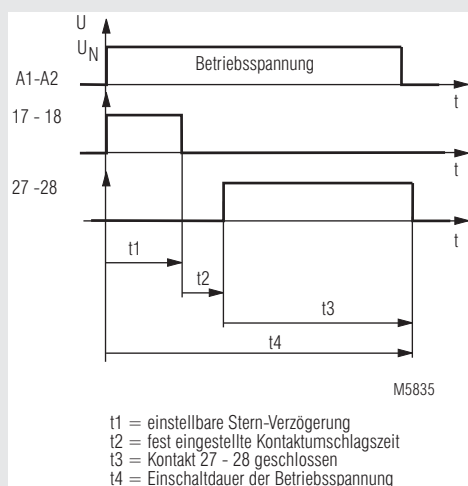 U
U_N
Betriebsspannung
A1-A2
t
17 - 18
t
27 -28
t
t1
t2
t3
t4
M5835
t1 = einstellbare Stern-Verzögerung
t2 = fest eingestellte Kontaktumschlagszeit
t3 = Kontakt 27 - 28 geschlossen
t4 = Einschaltdauer der Betriebsspannung